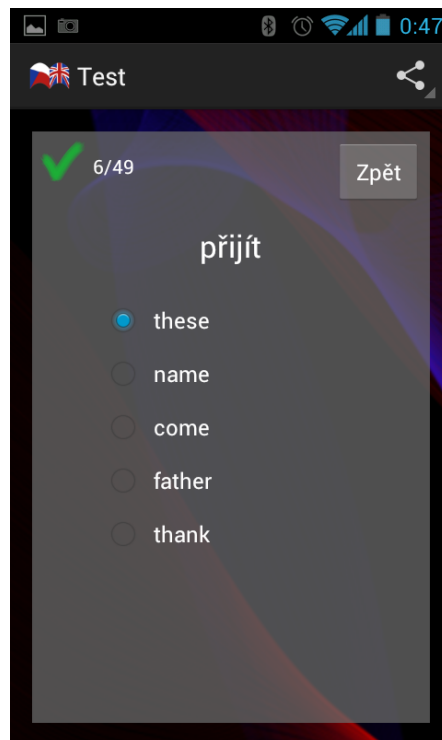 0:47
Test
6/49
Zpět
přijít
these
name
come
father
thank